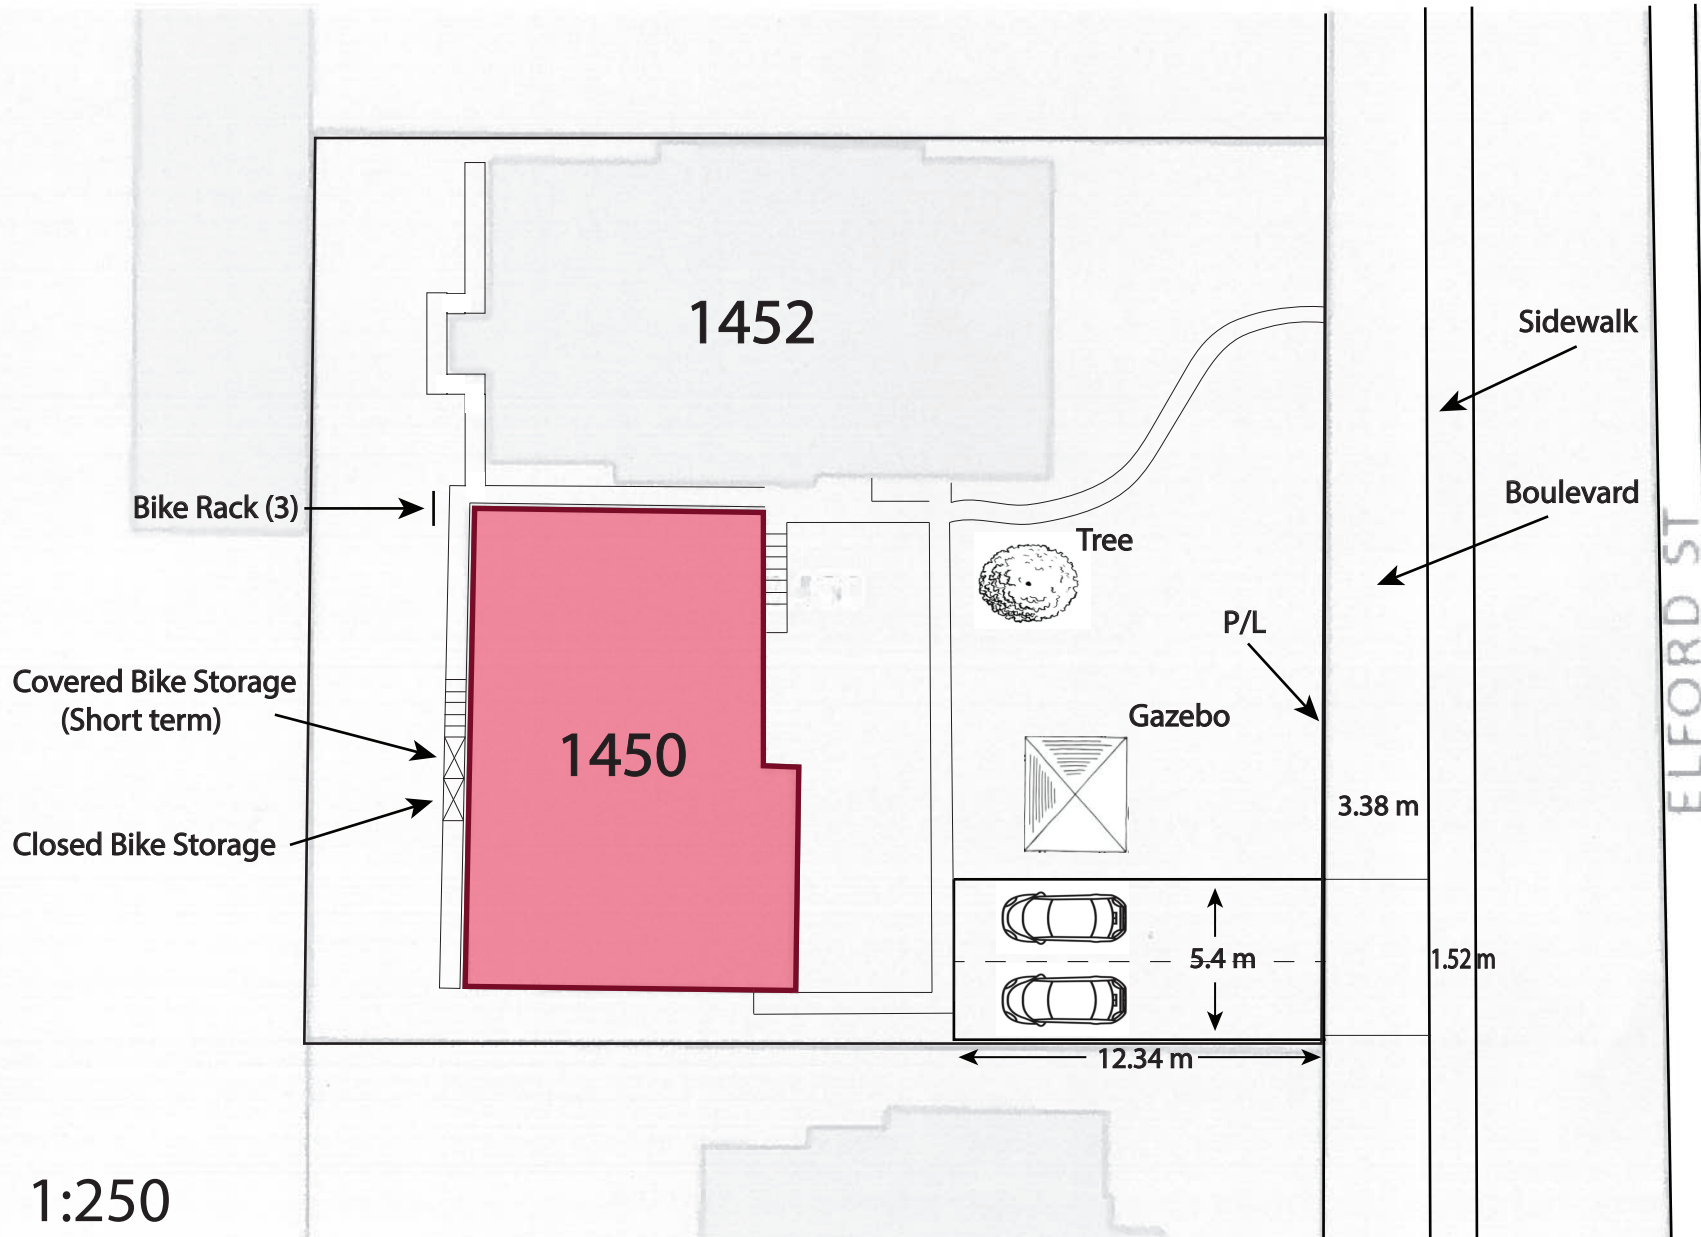 1452
Sidewalk
Boulevard
Bike Rack (3)
Tree
P/L
ELFORD ST
Covered Bike Storage
(Short term)
Gazebo
1450
3.38 m
Closed Bike Storage
5.4 m
1.52 m
12.34 m
1:250